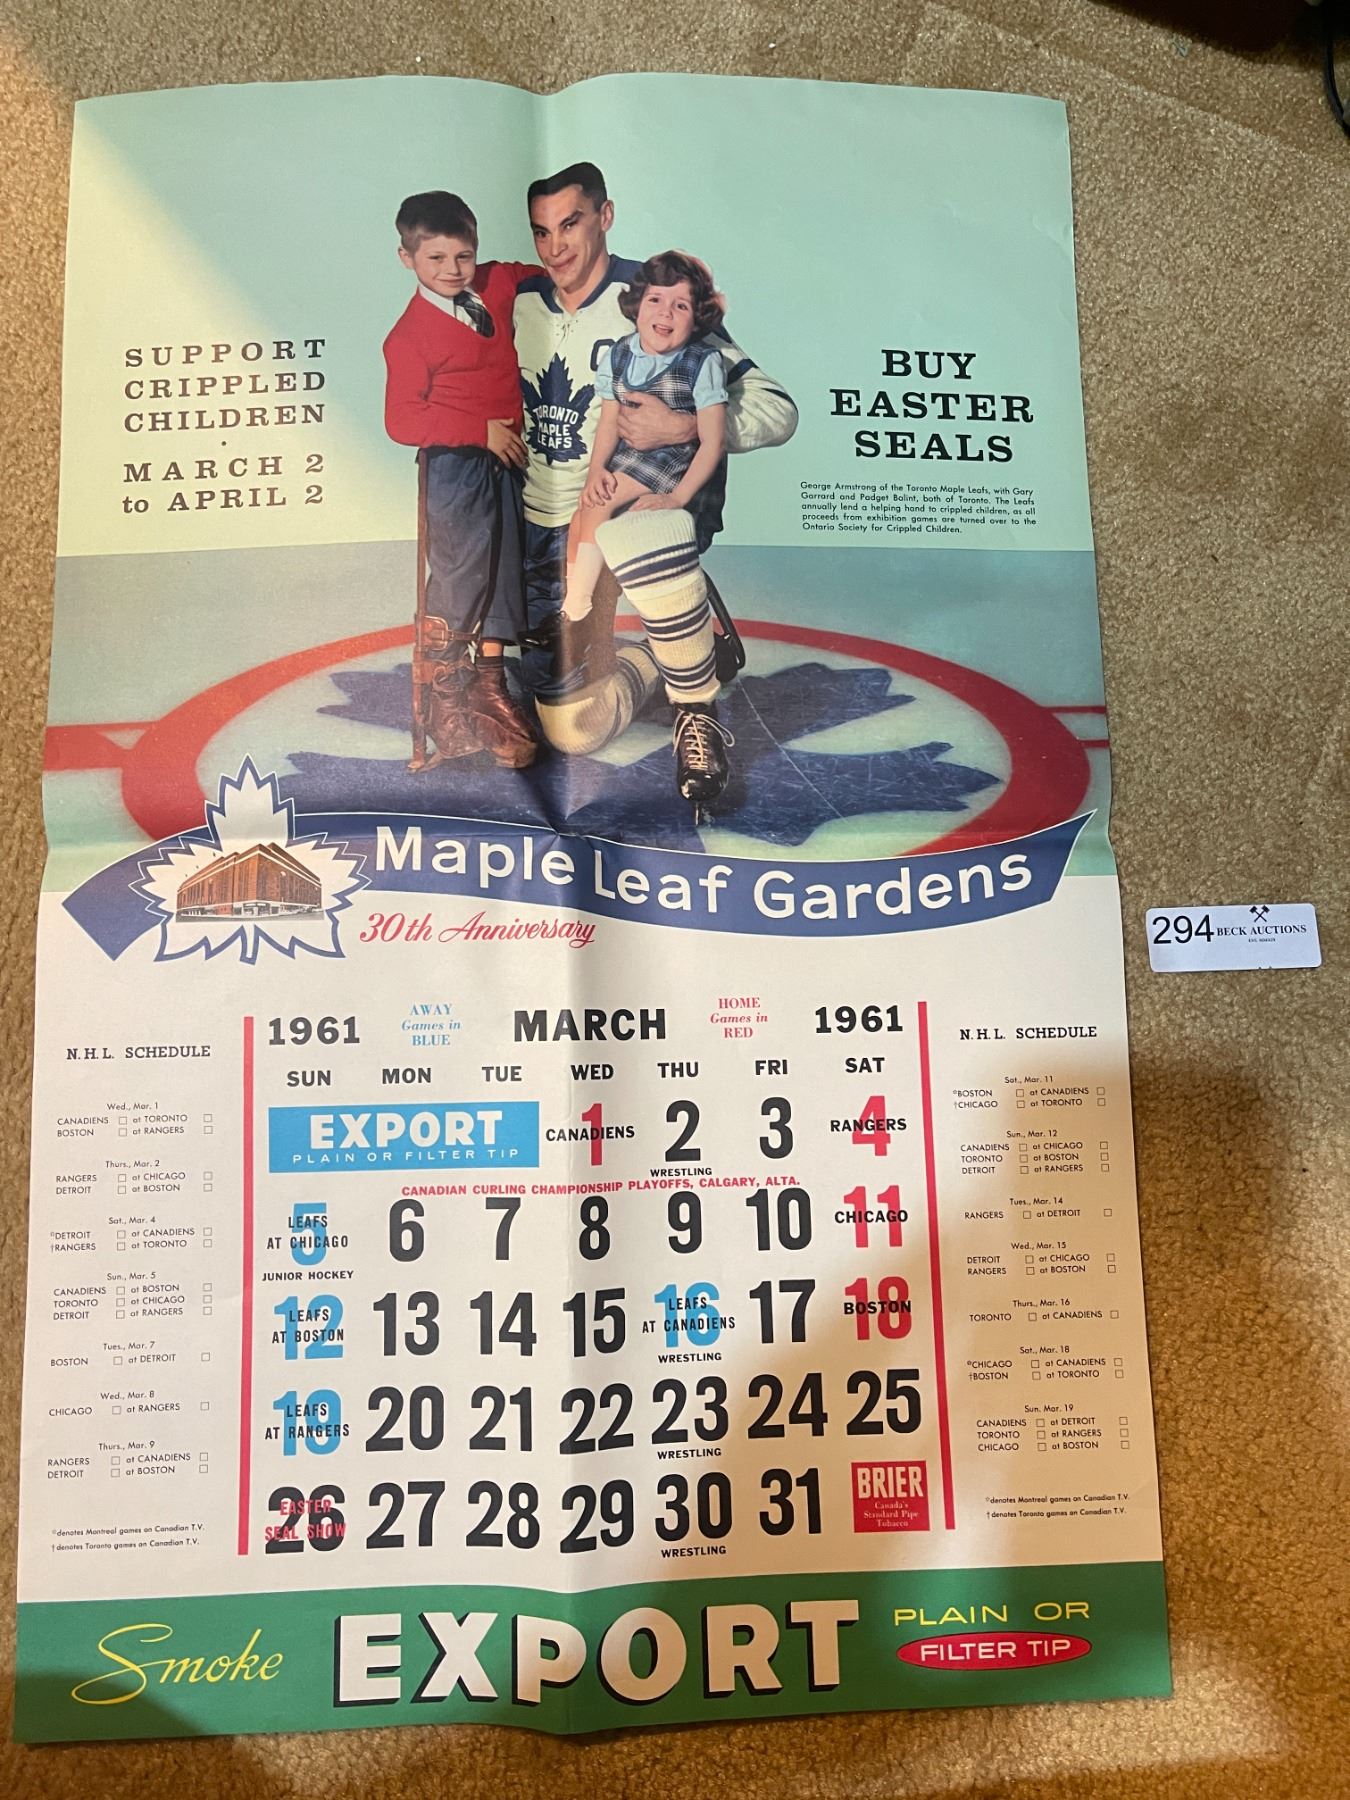 SUPPORT
CRIPPLED
CHILDREN
•
MARCH 2
to APRIL 2
C
TORONTO
MAPLE
LEAFS
BUY
EASTER
SEALS
George Armstrong of the Toronto Maple Leafs, with Gary
Garrard and Padget Balint, both of Toronto. The Leafs
annually lend a helping hand to crippled children, as all
proceeds from exhibition games are turned over to the
Ontario Society for Crippled Children.
Maple Leaf Gardens
30th Anniversary
294 BECK AUCTIONS
N.H.L. SCHEDULE
Wed., Mar. 1
CANADIENS □ at TORONTO □
BOSTON □ at RANGERS □
Thurs., Mar. 2
RANGERS □ at CHICAGO □
DETROIT □ at BOSTON □
Sat., Mar. 4
°DETROIT □ at CANADIENS □
†RANGERS □ at TORONTO □
Sun., Mar. 5
CANADIENS □ at BOSTON □
TORONTO □ at CHICAGO □
DETROIT □ at RANGERS □
Tues., Mar. 7
BOSTON □ at DETROIT □
Wed., Mar. 8
CHICAGO □ at RANGERS □
Thurs., Mar. 9
RANGERS □ at CANADIENS □
DETROIT □ at BOSTON □
°denotes Montreal games on Canadian T.V.
†denotes Toronto games on Canadian T.V.
1961 AWAY Games in BLUE MARCH HOME Games in RED 1961
SUN MON TUE WED THU FRI SAT
EXPORT
PLAIN OR FILTER TIP
1 2 3 4
CANADIENS RANGERS
WRESTLING
CANADIAN CURLING CHAMPIONSHIP PLAYOFFS, CALGARY, ALTA.
5 6 7 8 9 10 11
LEAFS
AT CHICAGO CHICAGO
JUNIOR HOCKEY
12 13 14 15 16 17 18
LEAFS LEAFS BOSTON
AT BOSTON AT CANADIENS
WRESTLING
19 20 21 22 23 24 25
LEAFS
AT RANGERS
WRESTLING
26 27 28 29 30 31
EASTER
SEAL SHOW
WRESTLING
BRIER
Canada's
Standard Pipe
Tobacco
N.H.L. SCHEDULE
Sat., Mar. 11
°BOSTON □ at CANADIENS □
†CHICAGO □ at TORONTO □
Sun., Mar. 12
CANADIENS □ at CHICAGO □
TORONTO □ at BOSTON □
DETROIT □ at RANGERS □
Tues., Mar. 14
RANGERS □ at DETROIT □
Wed., Mar. 15
DETROIT □ at CHICAGO □
RANGERS □ at BOSTON □
Thurs., Mar. 16
TORONTO □ at CANADIENS □
Sat., Mar. 18
°CHICAGO □ at CANADIENS □
†BOSTON □ at TORONTO □
Sun. Mar. 19
CANADIENS □ at DETROIT □
TORONTO □ at RANGERS □
CHICAGO □ at BOSTON □
°denotes Montreal games on Canadian T.V.
†denotes Toronto games on Canadian T.V.
Smoke EXPORT PLAIN OR
FILTER TIP